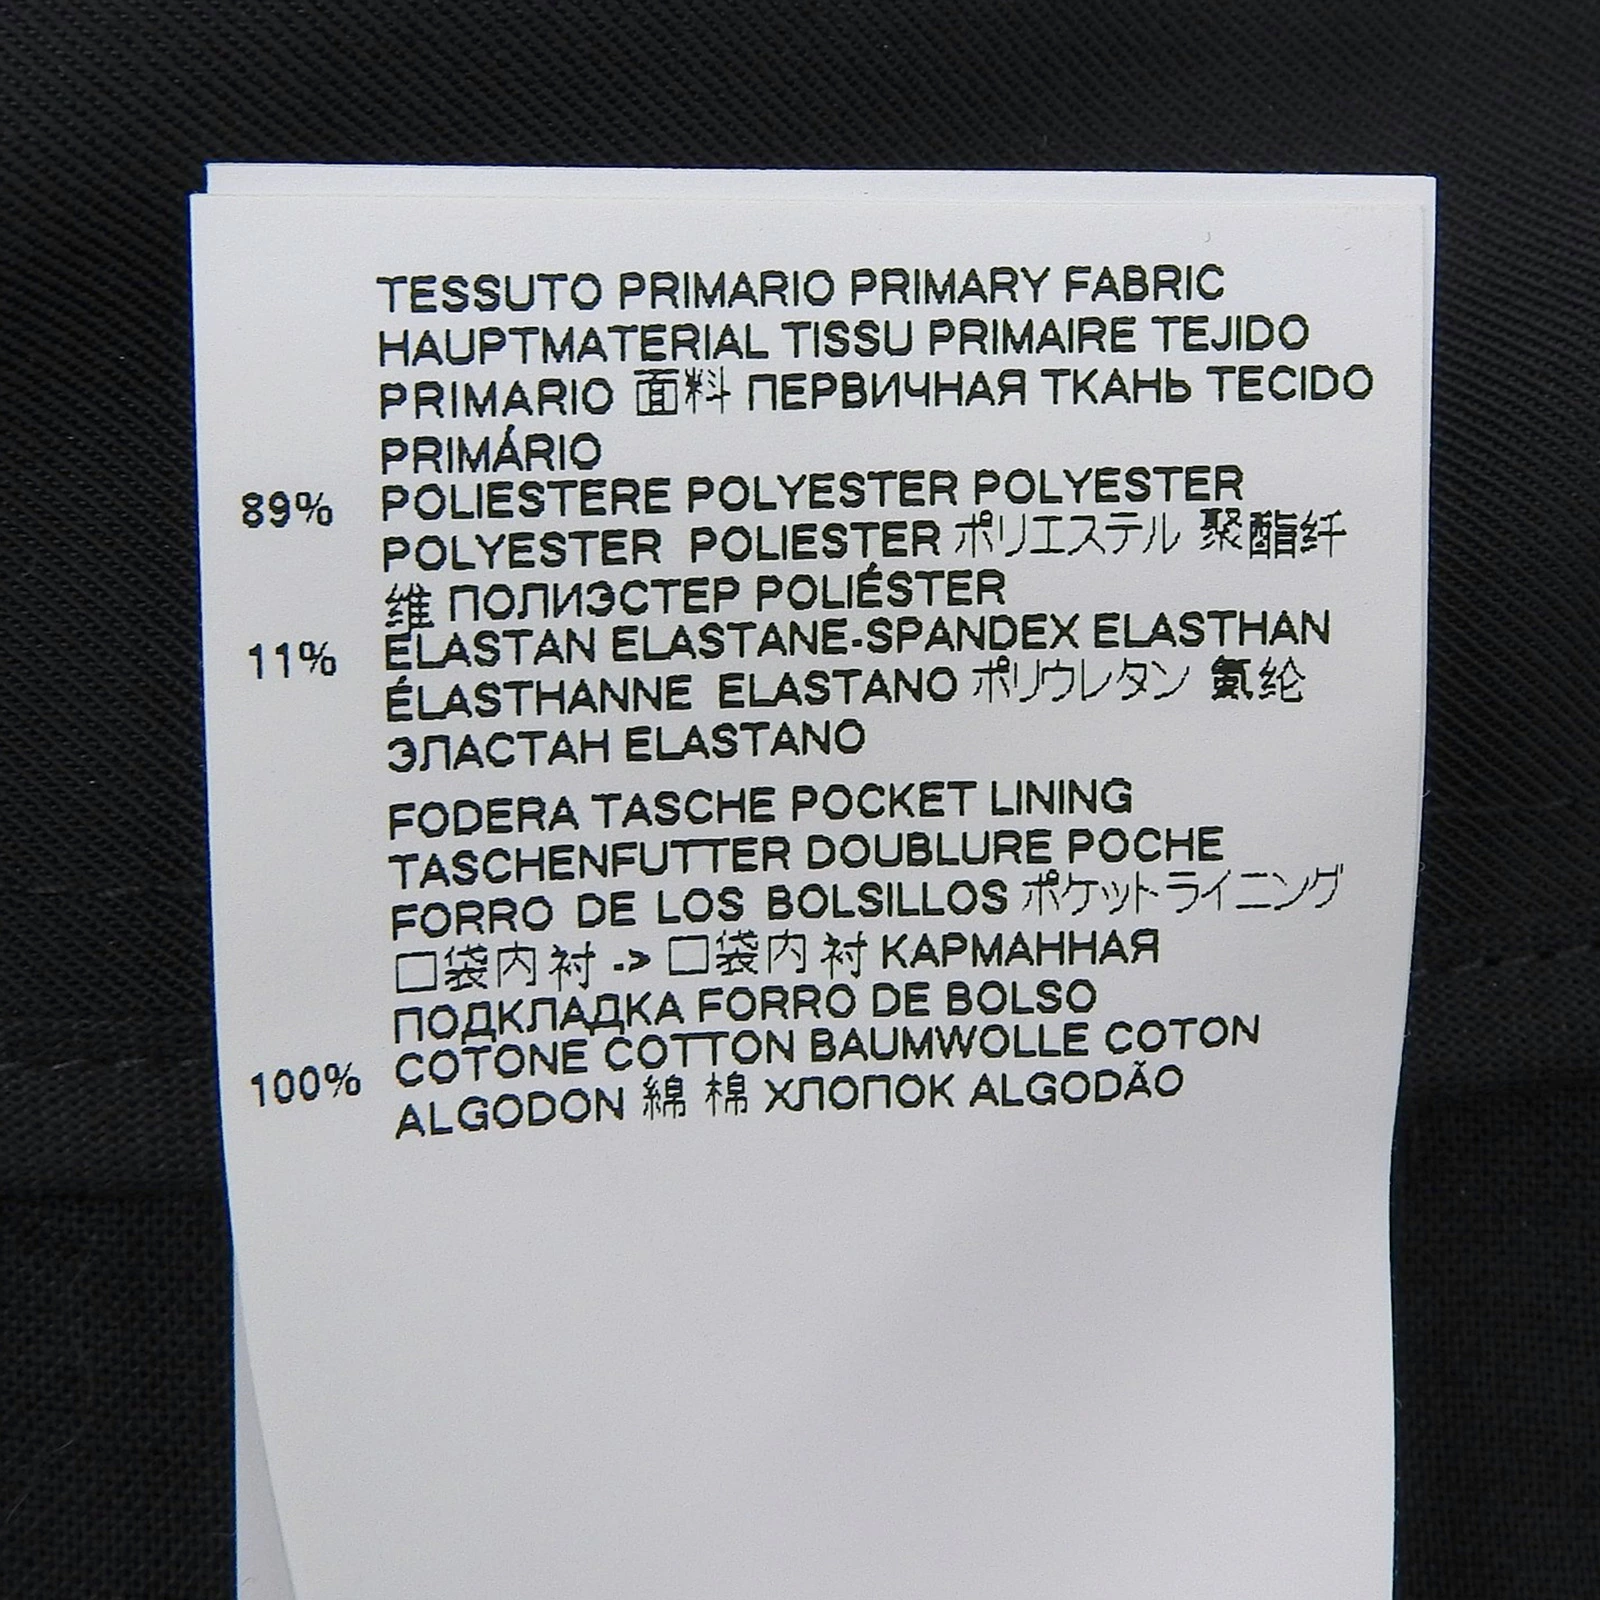 TESSUTO PRIMARIO PRIMARY FABRIC
HAUPTMATERIAL TISSU PRIMAIRE TEJIDO
PRIMARIO 面料 ПЕРВИЧНАЯ ТКАНЬ TECIDO
PRIMÁRIO
89% POLIESTERE POLYESTER POLYESTER
POLYESTER POLIESTER ポリエステル 聚酯纤
维 ПОЛИЭСТЕР POLIÉSTER
11% ELASTAN ELASTANE-SPANDEX ELASTHAN
ÉLASTHANNE ELASTANO ポリウレタン 氨纶
ЭЛАСТАН ELASTANO
FODERA TASCHE POCKET LINING
TASCHENFUTTER DOUBLURE POCHE
FORRO DE LOS BOLSILLOS ポケットライニング
口袋内衬 -> 口袋内衬 КАРМАННАЯ
ПОДКЛАДКА FORRO DE BOLSO
100% COTONE COTTON BAUMWOLLE COTON
ALGODON 綿 棉 ХЛОПОК ALGODÃO